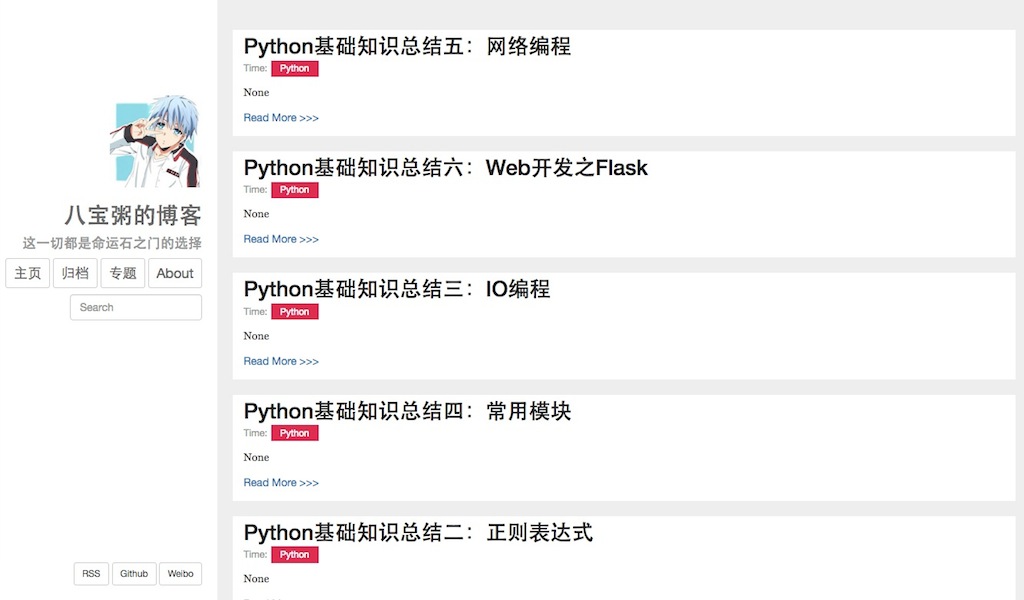 八宝粥的博客
这一切都是命运石之门的选择
主页 归档 专题 About
Search
RSS Github Weibo
Python基础知识总结五：网络编程
Time: Python
None
Read More >>>
Python基础知识总结六：Web开发之Flask
Time: Python
None
Read More >>>
Python基础知识总结三：IO编程
Time: Python
None
Read More >>>
Python基础知识总结四：常用模块
Time: Python
None
Read More >>>
Python基础知识总结二：正则表达式
Time: Python
None